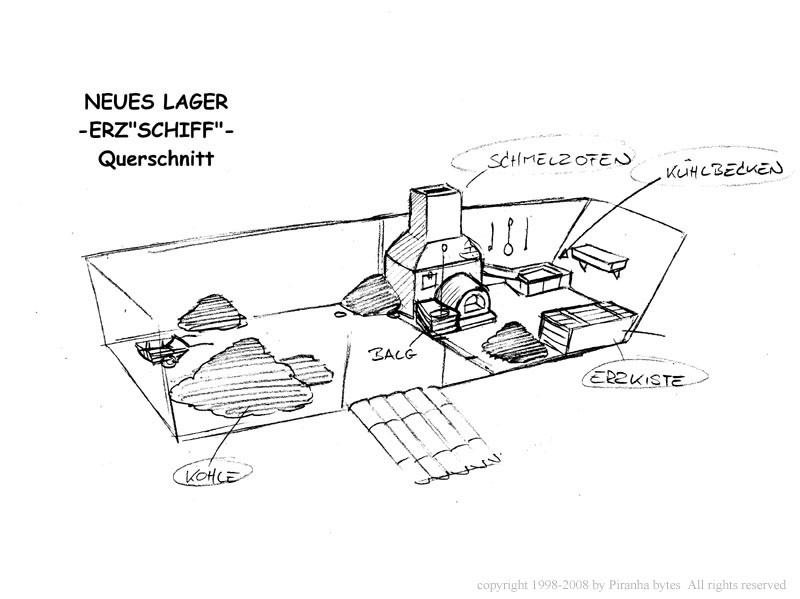 NEUES LAGER
-ERZ"SCHIFF"-
Querschnitt
SCHMELZOFEN
KÜHLBECKEN
BALG
ERZKISTE
KOHLE
copyright 1998-2008 by Piranha bytes All rights reserved